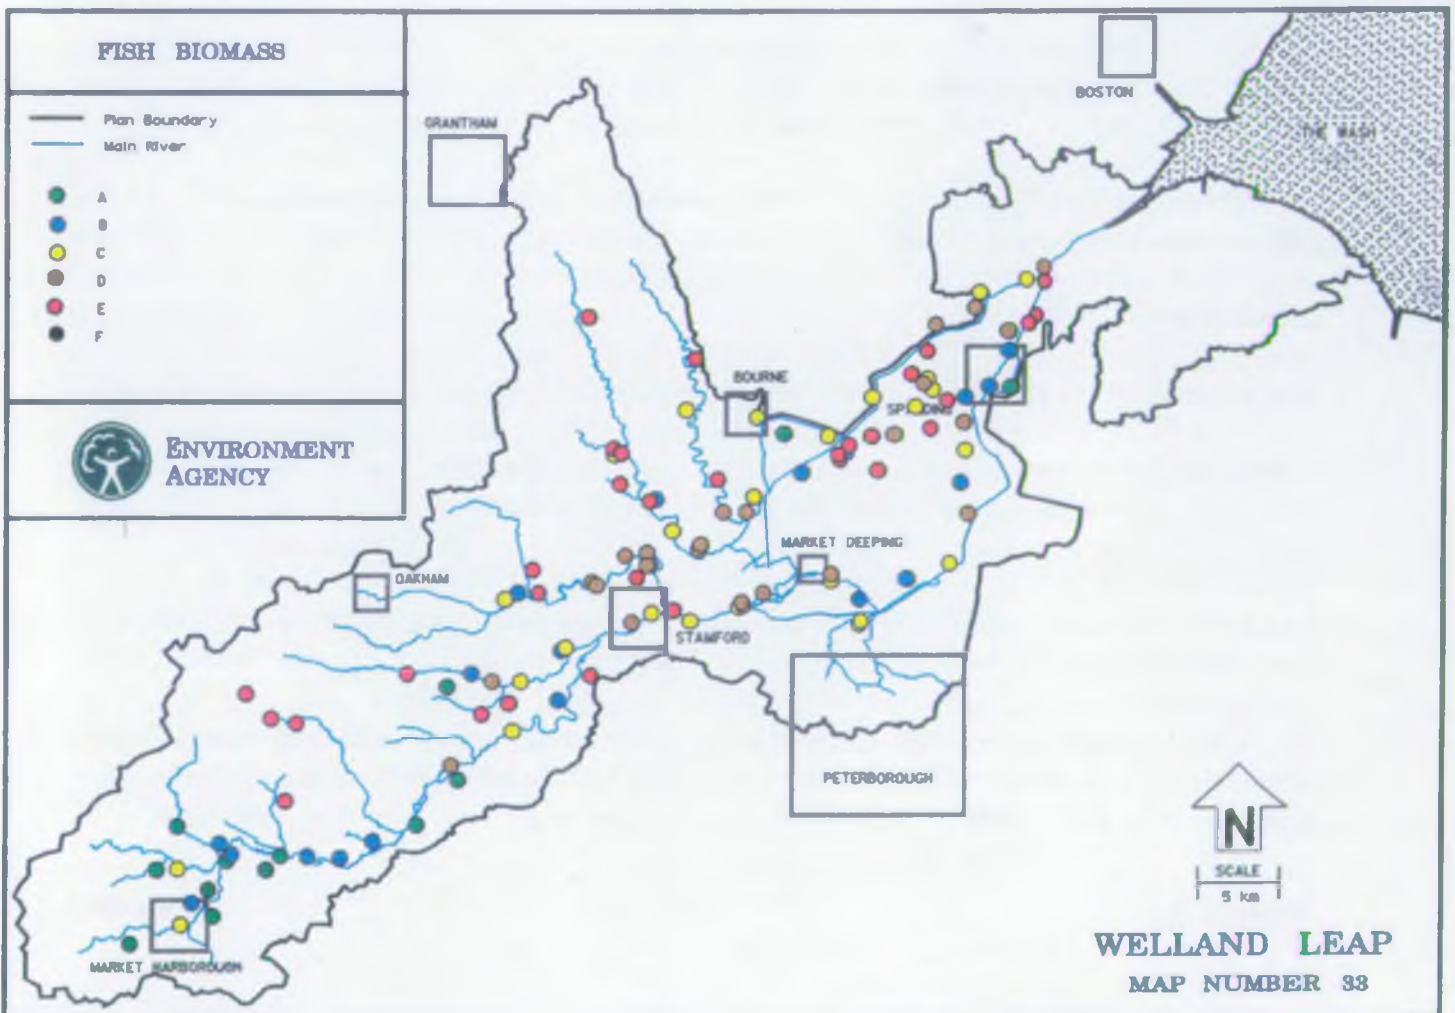 FISH BIOMASS
Plan Boundary
Main River
A
B
C
D
E
F
ENVIRONMENT
AGENCY
BOSTON
GRANTHAM
THE WASH
BOURNE
SPALDING
MARKET DEEPING
OAKHAM
STAMFORD
PETERBOROUGH
MARKET HARBOROUGH
N
SCALE
5 km
WELLAND LEAP
MAP NUMBER 33